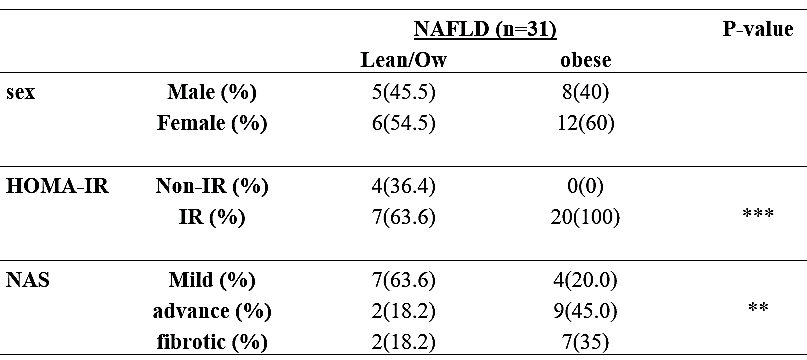 NAFLD (n=31) P-value
Lean/Ow obese
sex Male (%) 5(45.5) 8(40)
Female (%) 6(54.5) 12(60)
HOMA-IR Non-IR (%) 4(36.4) 0(0)
IR (%) 7(63.6) 20(100) ***
NAS Mild (%) 7(63.6) 4(20.0)
advance (%) 2(18.2) 9(45.0) **
fibrotic (%) 2(18.2) 7(35)